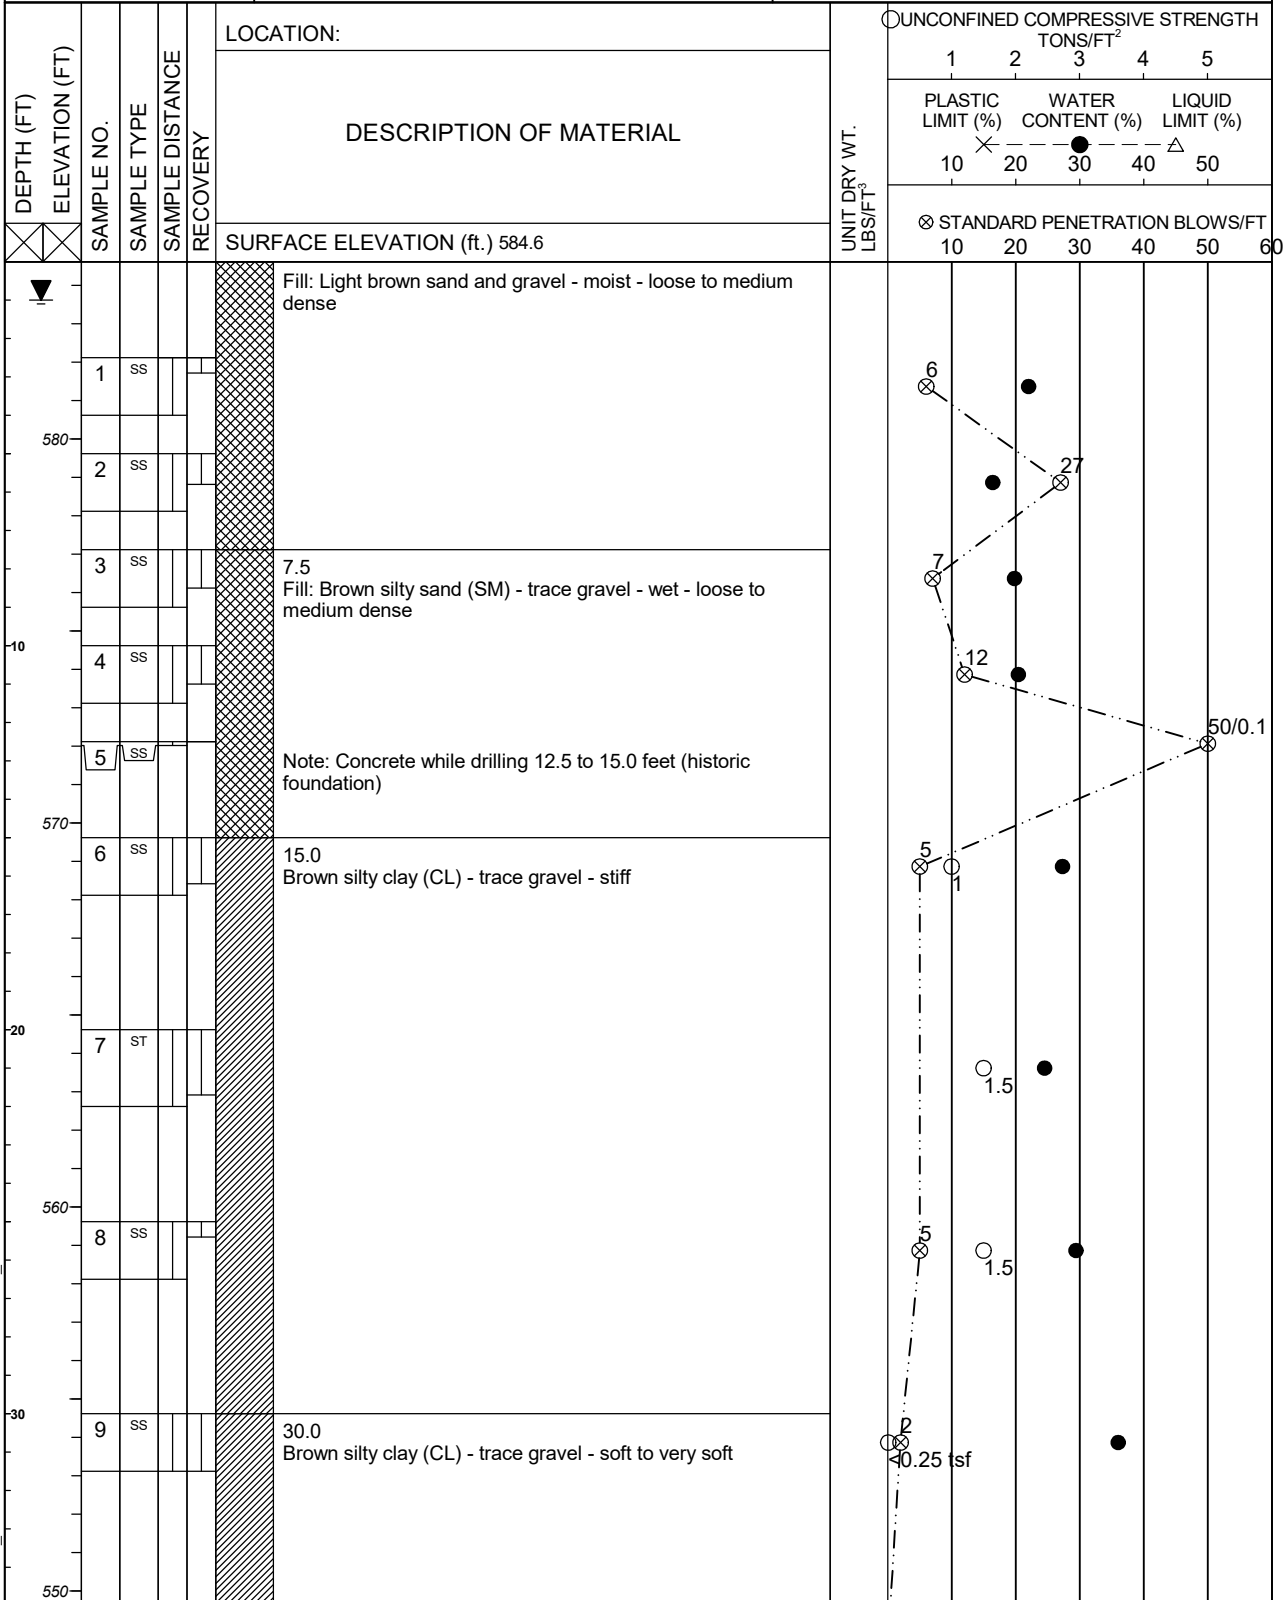 DEPTH (FT)
ELEVATION (FT)
SAMPLE NO.
SAMPLE TYPE
SAMPLE DISTANCE
RECOVERY
LOCATION:
DESCRIPTION OF MATERIAL
SURFACE ELEVATION (ft.) 584.6
UNIT DRY WT.
LBS/FT³
UNCONFINED COMPRESSIVE STRENGTH
TONS/FT²
1 2 3 4 5
PLASTIC WATER LIQUID
LIMIT (%) CONTENT (%) LIMIT (%)
10 20 30 40 50
STANDARD PENETRATION BLOWS/FT
10 20 30 40 50 60
Fill: Light brown sand and gravel - moist - loose to medium
dense
1 SS
6
580
2 SS
27
3 SS
7
7.5
Fill: Brown silty sand (SM) - trace gravel - wet - loose to
medium dense
10
4 SS
12
5 SS
50/0.1
Note: Concrete while drilling 12.5 to 15.0 feet (historic
foundation)
570
6 SS
5
15.0
Brown silty clay (CL) - trace gravel - stiff
1
20
7 ST
1.5
560
8 SS
5
1.5
30
9 SS
2
30.0
Brown silty clay (CL) - trace gravel - soft to very soft
<0.25 tsf
550